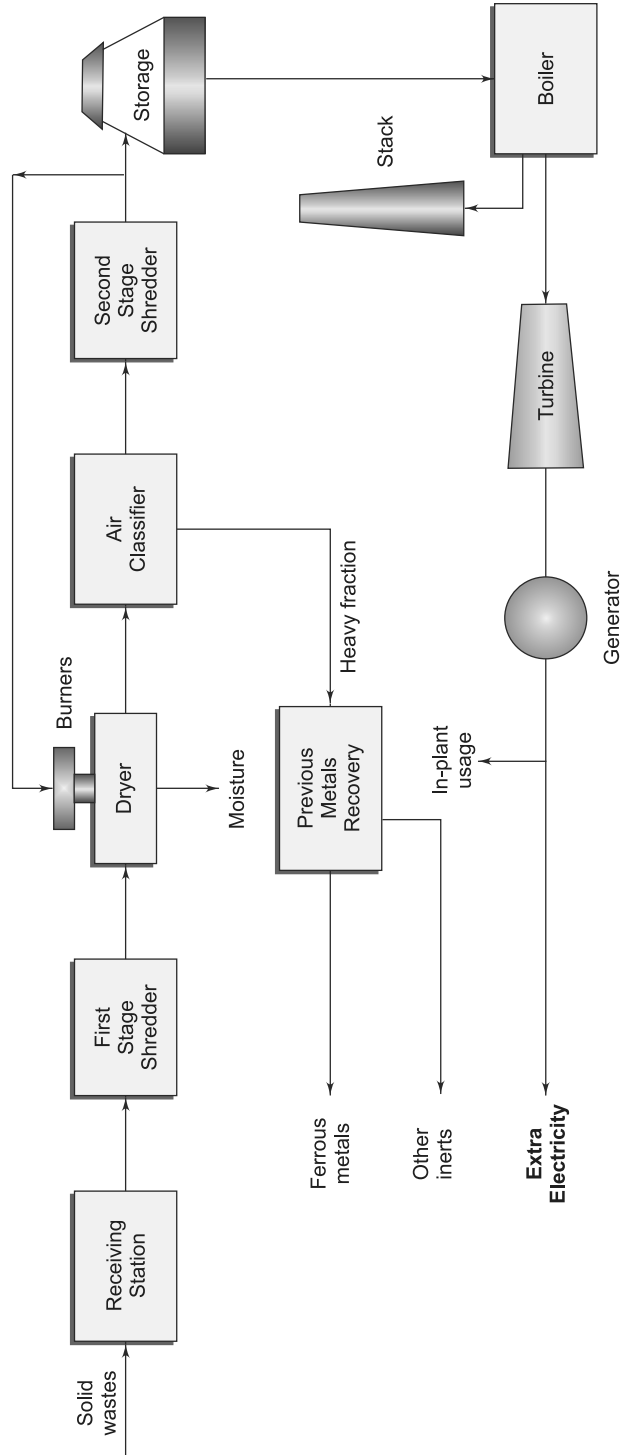 Solid
wastes
Receiving
Station
First
Stage
Shredder
Burners
Dryer
Moisture
Air
Classifier
Second
Stage
Shredder
Storage
Heavy fraction
Previous
Metals
Recovery
Ferrous
metals
Other
inerts
Stack
Boiler
Turbine
Generator
In-plant
usage
Extra
Electricity